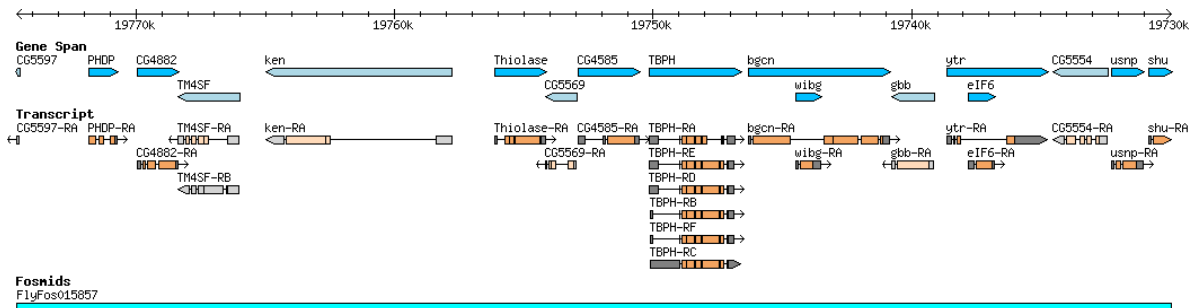 19770k 19760k 19750k 19740k 19730k
Gene Span
CG5597 PHDP CG4882 ken Thiolase CG4585 TBPH bgcn ytr CG5554 usnp shu
TM4SF CG5569 wibg gbb eIF6
Transcript
CG5597-RA PHDP-RA TM4SF-RA ken-RA Thiolase-RA CG4585-RA TBPH-RA bgcn-RA ytr-RA CG5554-RA shu-RA
CG4882-RA CG5569-RA TBPH-RE wibg-RA gbb-RA eIF6-RA usnp-RA
TM4SF-RB TBPH-RD
TBPH-RB
TBPH-RF
TBPH-RC
Fosmids
FlyFos015857